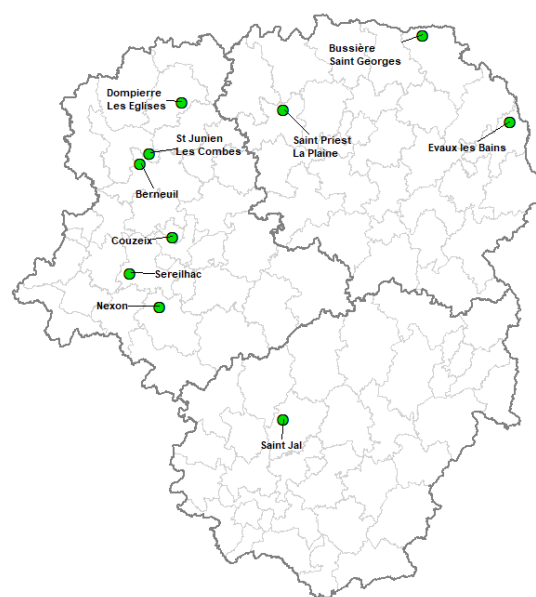 Bussière
Saint Georges
Dompierre
Les Eglises
St Junien
Les Combes
Saint Priest
La Plaine
Evaux les Bains
Berneuil
Couzeix
Sereilhac
Nexon
Saint Jal